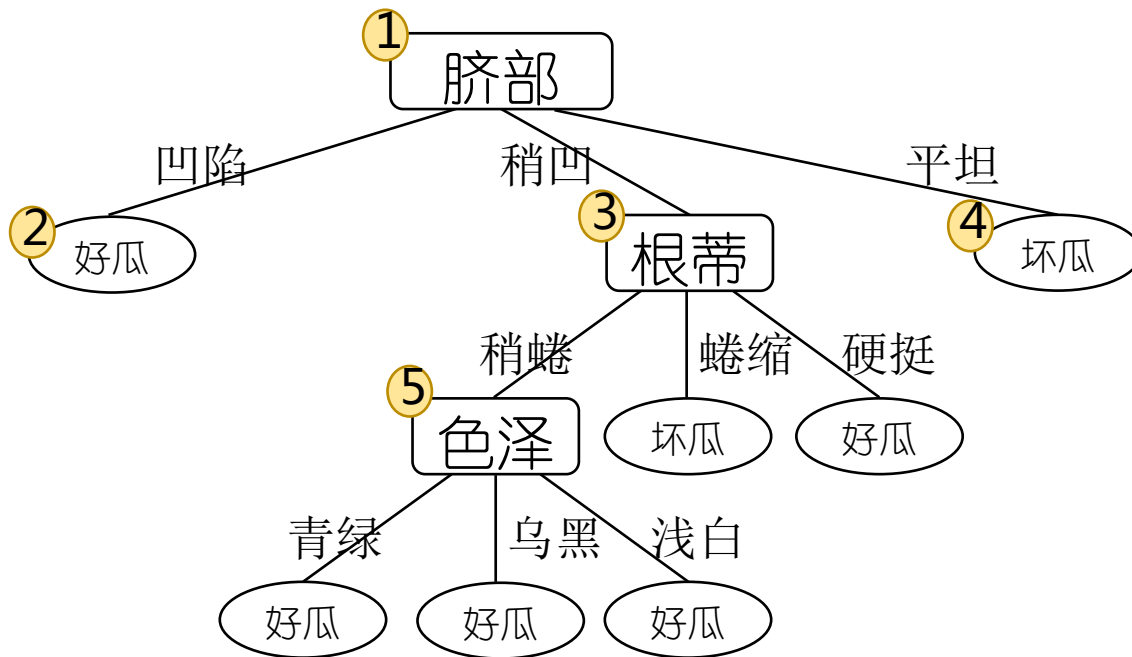 1
脐部
凹陷
稍凹
平坦
2
好瓜
3
根蒂
4
坏瓜
稍蜷
蜷缩
硬挺
5
色泽
坏瓜
好瓜
青绿
乌黑
浅白
好瓜
好瓜
好瓜